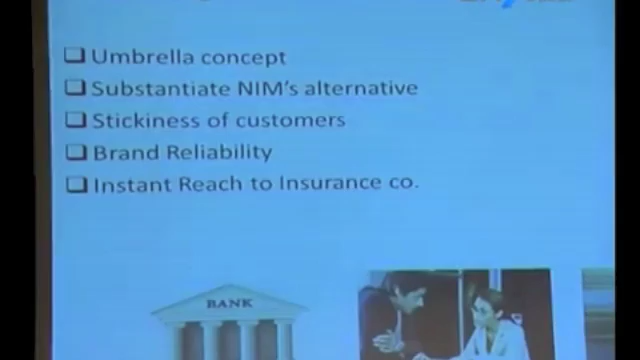 Umbrella concept
Substantiate NIM's alternative
Stickiness of customers
Brand Reliability
Instant Reach to Insurance co.
BANK